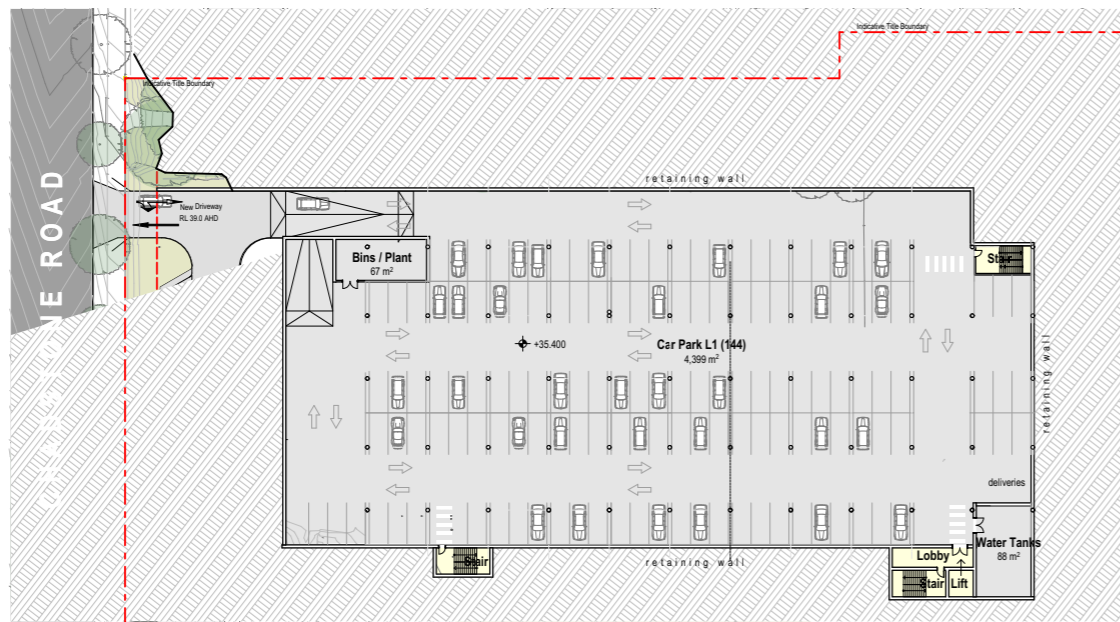 Indicative Title Boundary
Indicative Title Boundary
retaining wall
New Driveway
RL 39.0 AHD
Bins / Plant
67 m²
Stair
+35.400
Car Park L1 (144)
4,399 m²
retaining wall
CHADSTONE ROAD
deliveries
Water Tanks
88 m²
Lobby
Stair
Lift
Stair
retaining wall